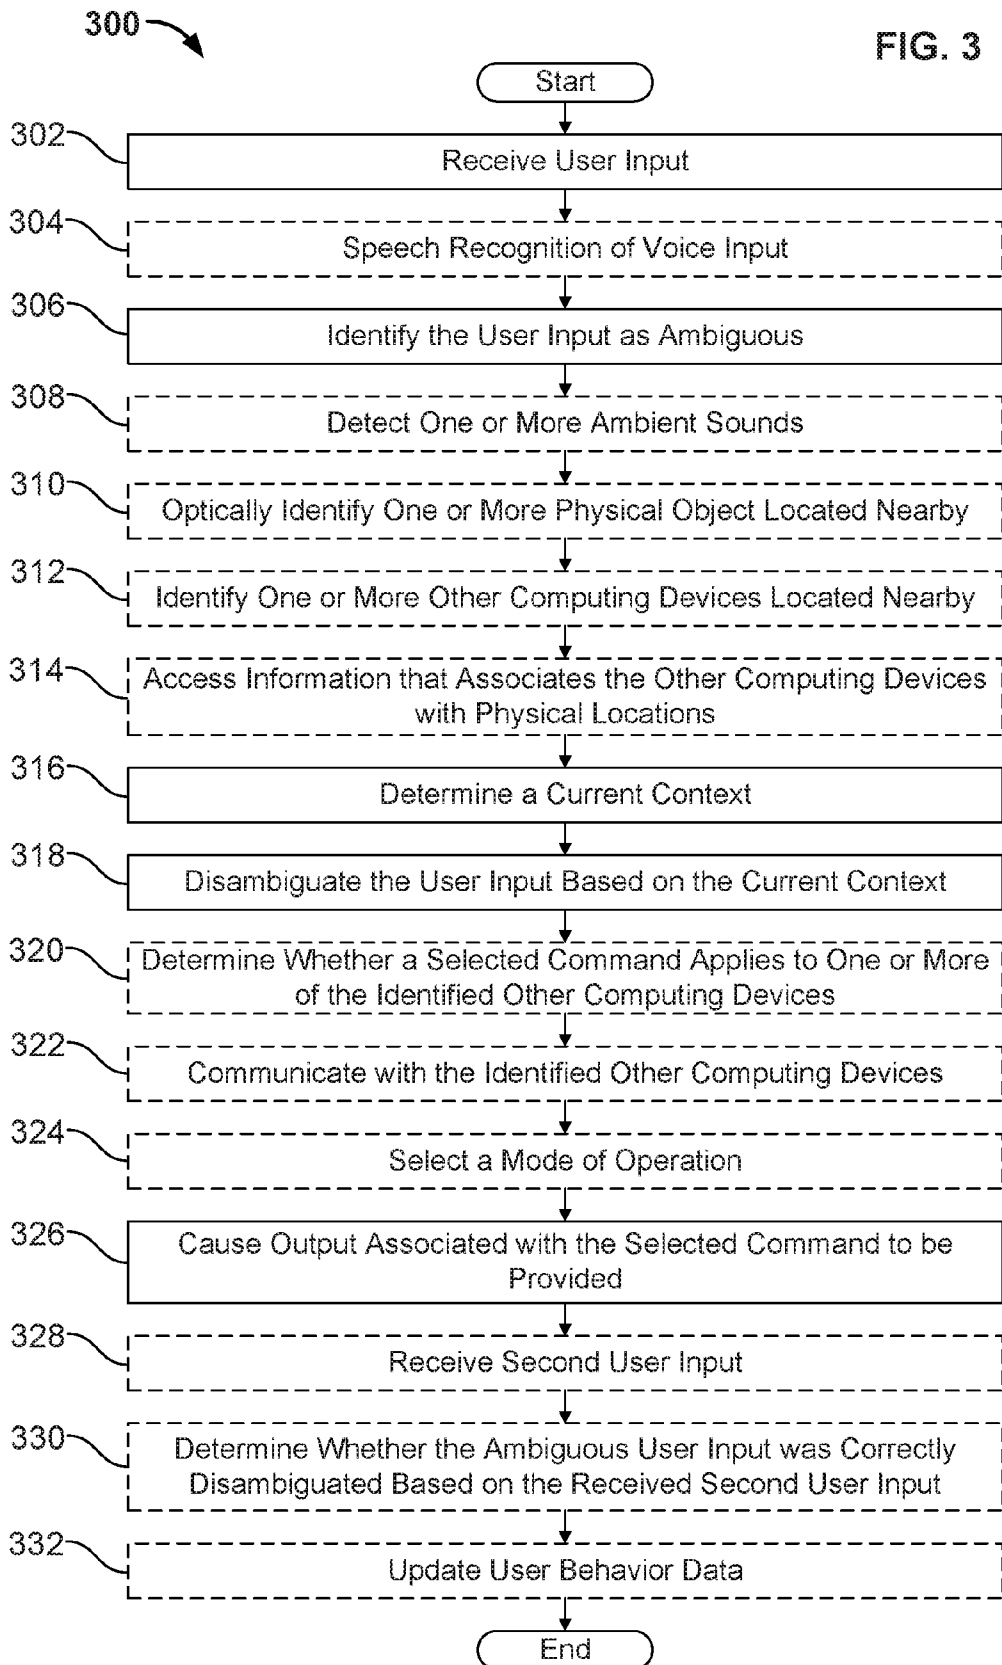 300
FIG. 3
Start
302
Receive User Input
304
Speech Recognition of Voice Input
306
Identify the User Input as Ambiguous
308
Detect One or More Ambient Sounds
310
Optically Identify One or More Physical Object Located Nearby
312
Identify One or More Other Computing Devices Located Nearby
314
Access Information that Associates the Other Computing Devices
with Physical Locations
316
Determine a Current Context
318
Disambiguate the User Input Based on the Current Context
320
Determine Whether a Selected Command Applies to One or More
of the Identified Other Computing Devices
322
Communicate with the Identified Other Computing Devices
324
Select a Mode of Operation
326
Cause Output Associated with the Selected Command to be
Provided
328
Receive Second User Input
330
Determine Whether the Ambiguous User Input was Correctly
Disambiguated Based on the Received Second User Input
332
Update User Behavior Data
End